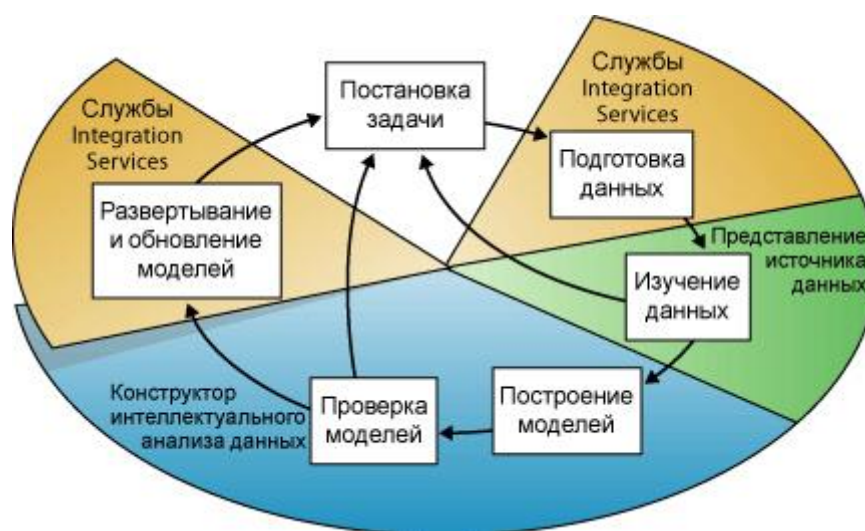 Службы
Integration
Services
Постановка
задачи
Службы
Integration
Services
Подготовка
данных
Развертывание
и обновление
моделей
Представление
источника
данных
Изучение
данных
Конструктор
интеллектуального
анализа данных
Проверка
моделей
Построение
моделей